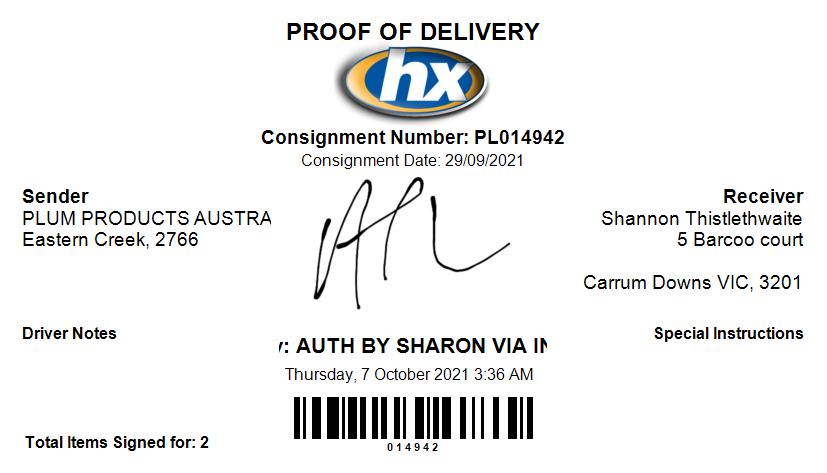 PROOF OF DELIVERY
hx
Consignment Number: PL014942
Consignment Date: 29/09/2021
Sender
PLUM PRODUCTS AUSTRA
Eastern Creek, 2766
Receiver
Shannon Thistlethwaite
5 Barcoo court
Carrum Downs VIC, 3201
Driver Notes
Special Instructions
: AUTH BY SHARON VIA IN
Thursday, 7 October 2021 3:36 AM
014942
Total Items Signed for: 2